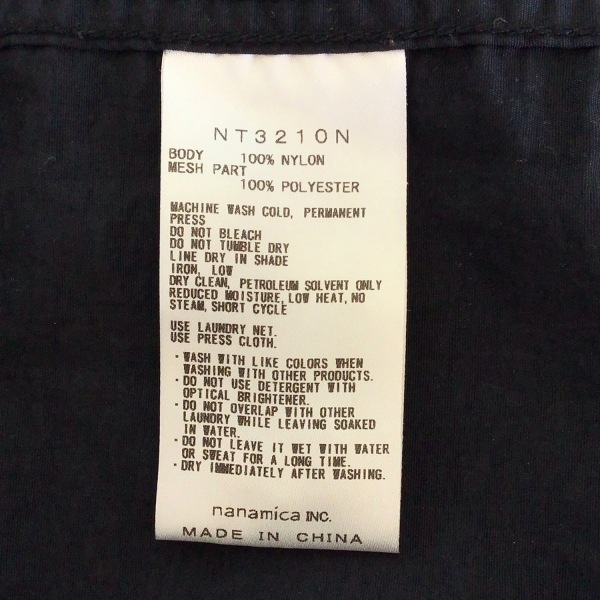 NT3210N
BODY 100% NYLON
MESH PART
100% POLYESTER
MACHINE WASH COLD, PERMANENT
PRESS
DO NOT BLEACH
DO NOT TUMBLE DRY
LINE DRY IN SHADE
IRON, LOW
DRY CLEAN, PETROLEUM SOLVENT ONLY
REDUCED MOISTURE, LOW HEAT, NO
STEAM, SHORT CYCLE
USE LAUNDRY NET.
USE PRESS CLOTH.
・WASH WITH LIKE COLORS WHEN
WASHING WITH OTHER PRODUCTS.
・DO NOT USE DETERGENT WITH
OPTICAL BRIGHTENER.
・DO NOT OVERLAP WITH OTHER
LAUNDRY WHILE LEAVING SOAKED
IN WATER.
・DO NOT LEAVE IT WET WITH WATER
OR SWEAT FOR A LONG TIME.
・DRY IMMEDIATELY AFTER WASHING.
nanamica INC.
MADE IN CHINA